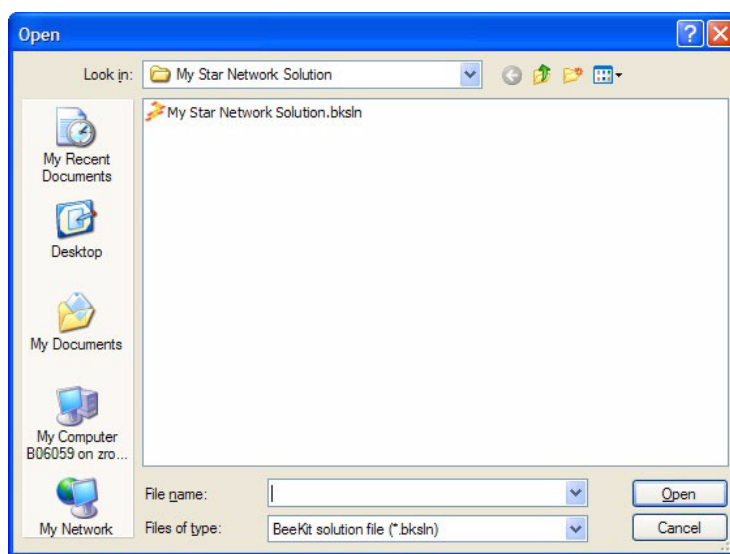 Open
Look in: My Star Network Solution
My Star Network Solution.bksln
My Recent
Documents
Desktop
My Documents
My Computer
B06059 on zro...
My Network
File name:
Open
Files of type: BeeKit solution file (*.bksln)
Cancel